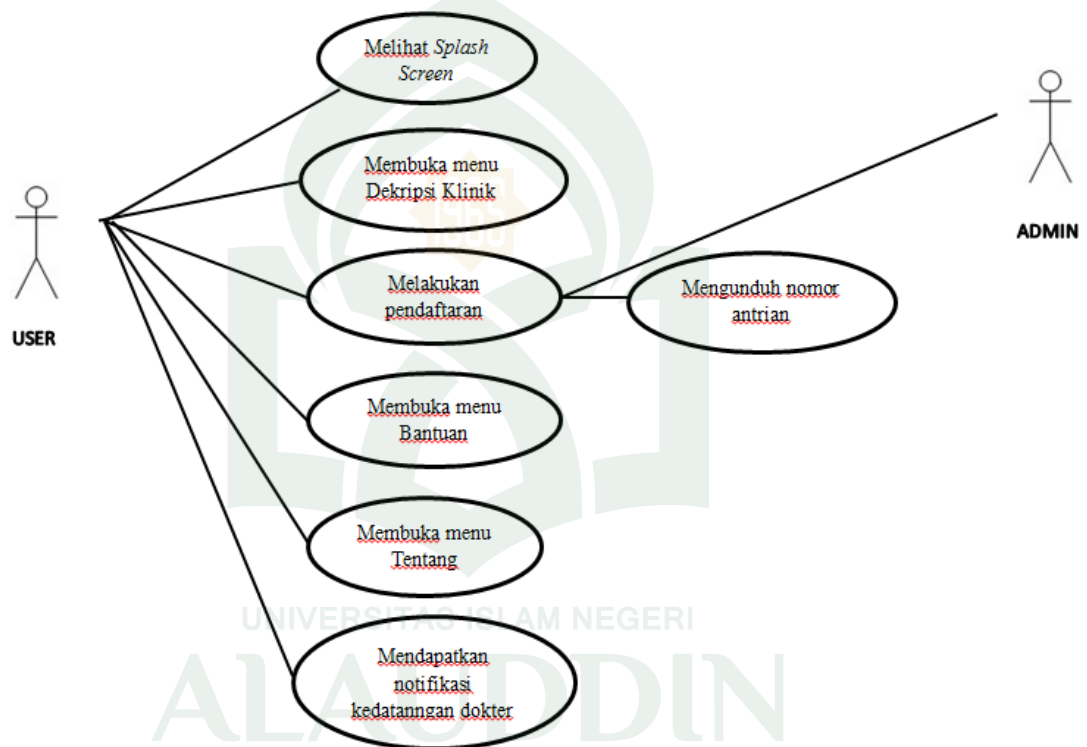 Melihat Splash
Screen
Membuka menu
Dekripsi Klinik
1965
ADMIN
Melakukan
pendaftaran
Mengunduh nomor
antrian
USER
Membuka menu
Bantuan
Membuka menu
Tentang
UNIVERSITAS ISLAM NEGERI
Mendapatkan
notifikasi
kedatanngan dokter
ALAUDDIN